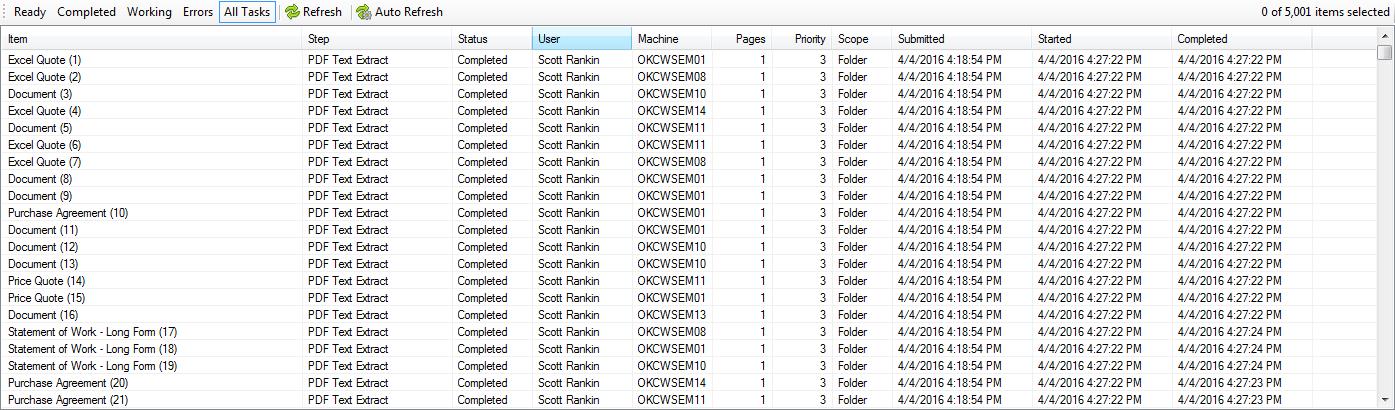 Ready Completed Working Errors All Tasks Refresh Auto Refresh 0 of 5,001 items selected
Item Step Status User Machine Pages Priority Scope Submitted Started Completed
Excel Quote (1) PDF Text Extract Completed Scott Rankin OKCWSEM01 1 3 Folder 4/4/2016 4:18:54 PM 4/4/2016 4:27:22 PM 4/4/2016 4:27:22 PM
Excel Quote (2) PDF Text Extract Completed Scott Rankin OKCWSEM08 1 3 Folder 4/4/2016 4:18:54 PM 4/4/2016 4:27:22 PM 4/4/2016 4:27:22 PM
Document (3) PDF Text Extract Completed Scott Rankin OKCWSEM10 1 3 Folder 4/4/2016 4:18:54 PM 4/4/2016 4:27:22 PM 4/4/2016 4:27:22 PM
Excel Quote (4) PDF Text Extract Completed Scott Rankin OKCWSEM14 1 3 Folder 4/4/2016 4:18:54 PM 4/4/2016 4:27:22 PM 4/4/2016 4:27:22 PM
Document (5) PDF Text Extract Completed Scott Rankin OKCWSEM11 1 3 Folder 4/4/2016 4:18:54 PM 4/4/2016 4:27:22 PM 4/4/2016 4:27:22 PM
Excel Quote (6) PDF Text Extract Completed Scott Rankin OKCWSEM11 1 3 Folder 4/4/2016 4:18:54 PM 4/4/2016 4:27:22 PM 4/4/2016 4:27:22 PM
Excel Quote (7) PDF Text Extract Completed Scott Rankin OKCWSEM08 1 3 Folder 4/4/2016 4:18:54 PM 4/4/2016 4:27:22 PM 4/4/2016 4:27:22 PM
Document (8) PDF Text Extract Completed Scott Rankin OKCWSEM01 1 3 Folder 4/4/2016 4:18:54 PM 4/4/2016 4:27:22 PM 4/4/2016 4:27:22 PM
Document (9) PDF Text Extract Completed Scott Rankin OKCWSEM01 1 3 Folder 4/4/2016 4:18:54 PM 4/4/2016 4:27:22 PM 4/4/2016 4:27:22 PM
Purchase Agreement (10) PDF Text Extract Completed Scott Rankin OKCWSEM01 1 3 Folder 4/4/2016 4:18:54 PM 4/4/2016 4:27:22 PM 4/4/2016 4:27:22 PM
Document (11) PDF Text Extract Completed Scott Rankin OKCWSEM01 1 3 Folder 4/4/2016 4:18:54 PM 4/4/2016 4:27:22 PM 4/4/2016 4:27:22 PM
Document (12) PDF Text Extract Completed Scott Rankin OKCWSEM10 1 3 Folder 4/4/2016 4:18:54 PM 4/4/2016 4:27:22 PM 4/4/2016 4:27:22 PM
Document (13) PDF Text Extract Completed Scott Rankin OKCWSEM10 1 3 Folder 4/4/2016 4:18:54 PM 4/4/2016 4:27:22 PM 4/4/2016 4:27:22 PM
Price Quote (14) PDF Text Extract Completed Scott Rankin OKCWSEM11 1 3 Folder 4/4/2016 4:18:54 PM 4/4/2016 4:27:22 PM 4/4/2016 4:27:22 PM
Price Quote (15) PDF Text Extract Completed Scott Rankin OKCWSEM01 1 3 Folder 4/4/2016 4:18:54 PM 4/4/2016 4:27:22 PM 4/4/2016 4:27:22 PM
Document (16) PDF Text Extract Completed Scott Rankin OKCWSEM13 1 3 Folder 4/4/2016 4:18:54 PM 4/4/2016 4:27:22 PM 4/4/2016 4:27:22 PM
Statement of Work - Long Form (17) PDF Text Extract Completed Scott Rankin OKCWSEM08 1 3 Folder 4/4/2016 4:18:54 PM 4/4/2016 4:27:22 PM 4/4/2016 4:27:24 PM
Statement of Work - Long Form (18) PDF Text Extract Completed Scott Rankin OKCWSEM01 1 3 Folder 4/4/2016 4:18:54 PM 4/4/2016 4:27:22 PM 4/4/2016 4:27:24 PM
Statement of Work - Long Form (19) PDF Text Extract Completed Scott Rankin OKCWSEM10 1 3 Folder 4/4/2016 4:18:54 PM 4/4/2016 4:27:22 PM 4/4/2016 4:27:24 PM
Purchase Agreement (20) PDF Text Extract Completed Scott Rankin OKCWSEM14 1 3 Folder 4/4/2016 4:18:54 PM 4/4/2016 4:27:22 PM 4/4/2016 4:27:23 PM
Purchase Agreement (21) PDF Text Extract Completed Scott Rankin OKCWSEM11 1 3 Folder 4/4/2016 4:18:54 PM 4/4/2016 4:27:22 PM 4/4/2016 4:27:23 PM